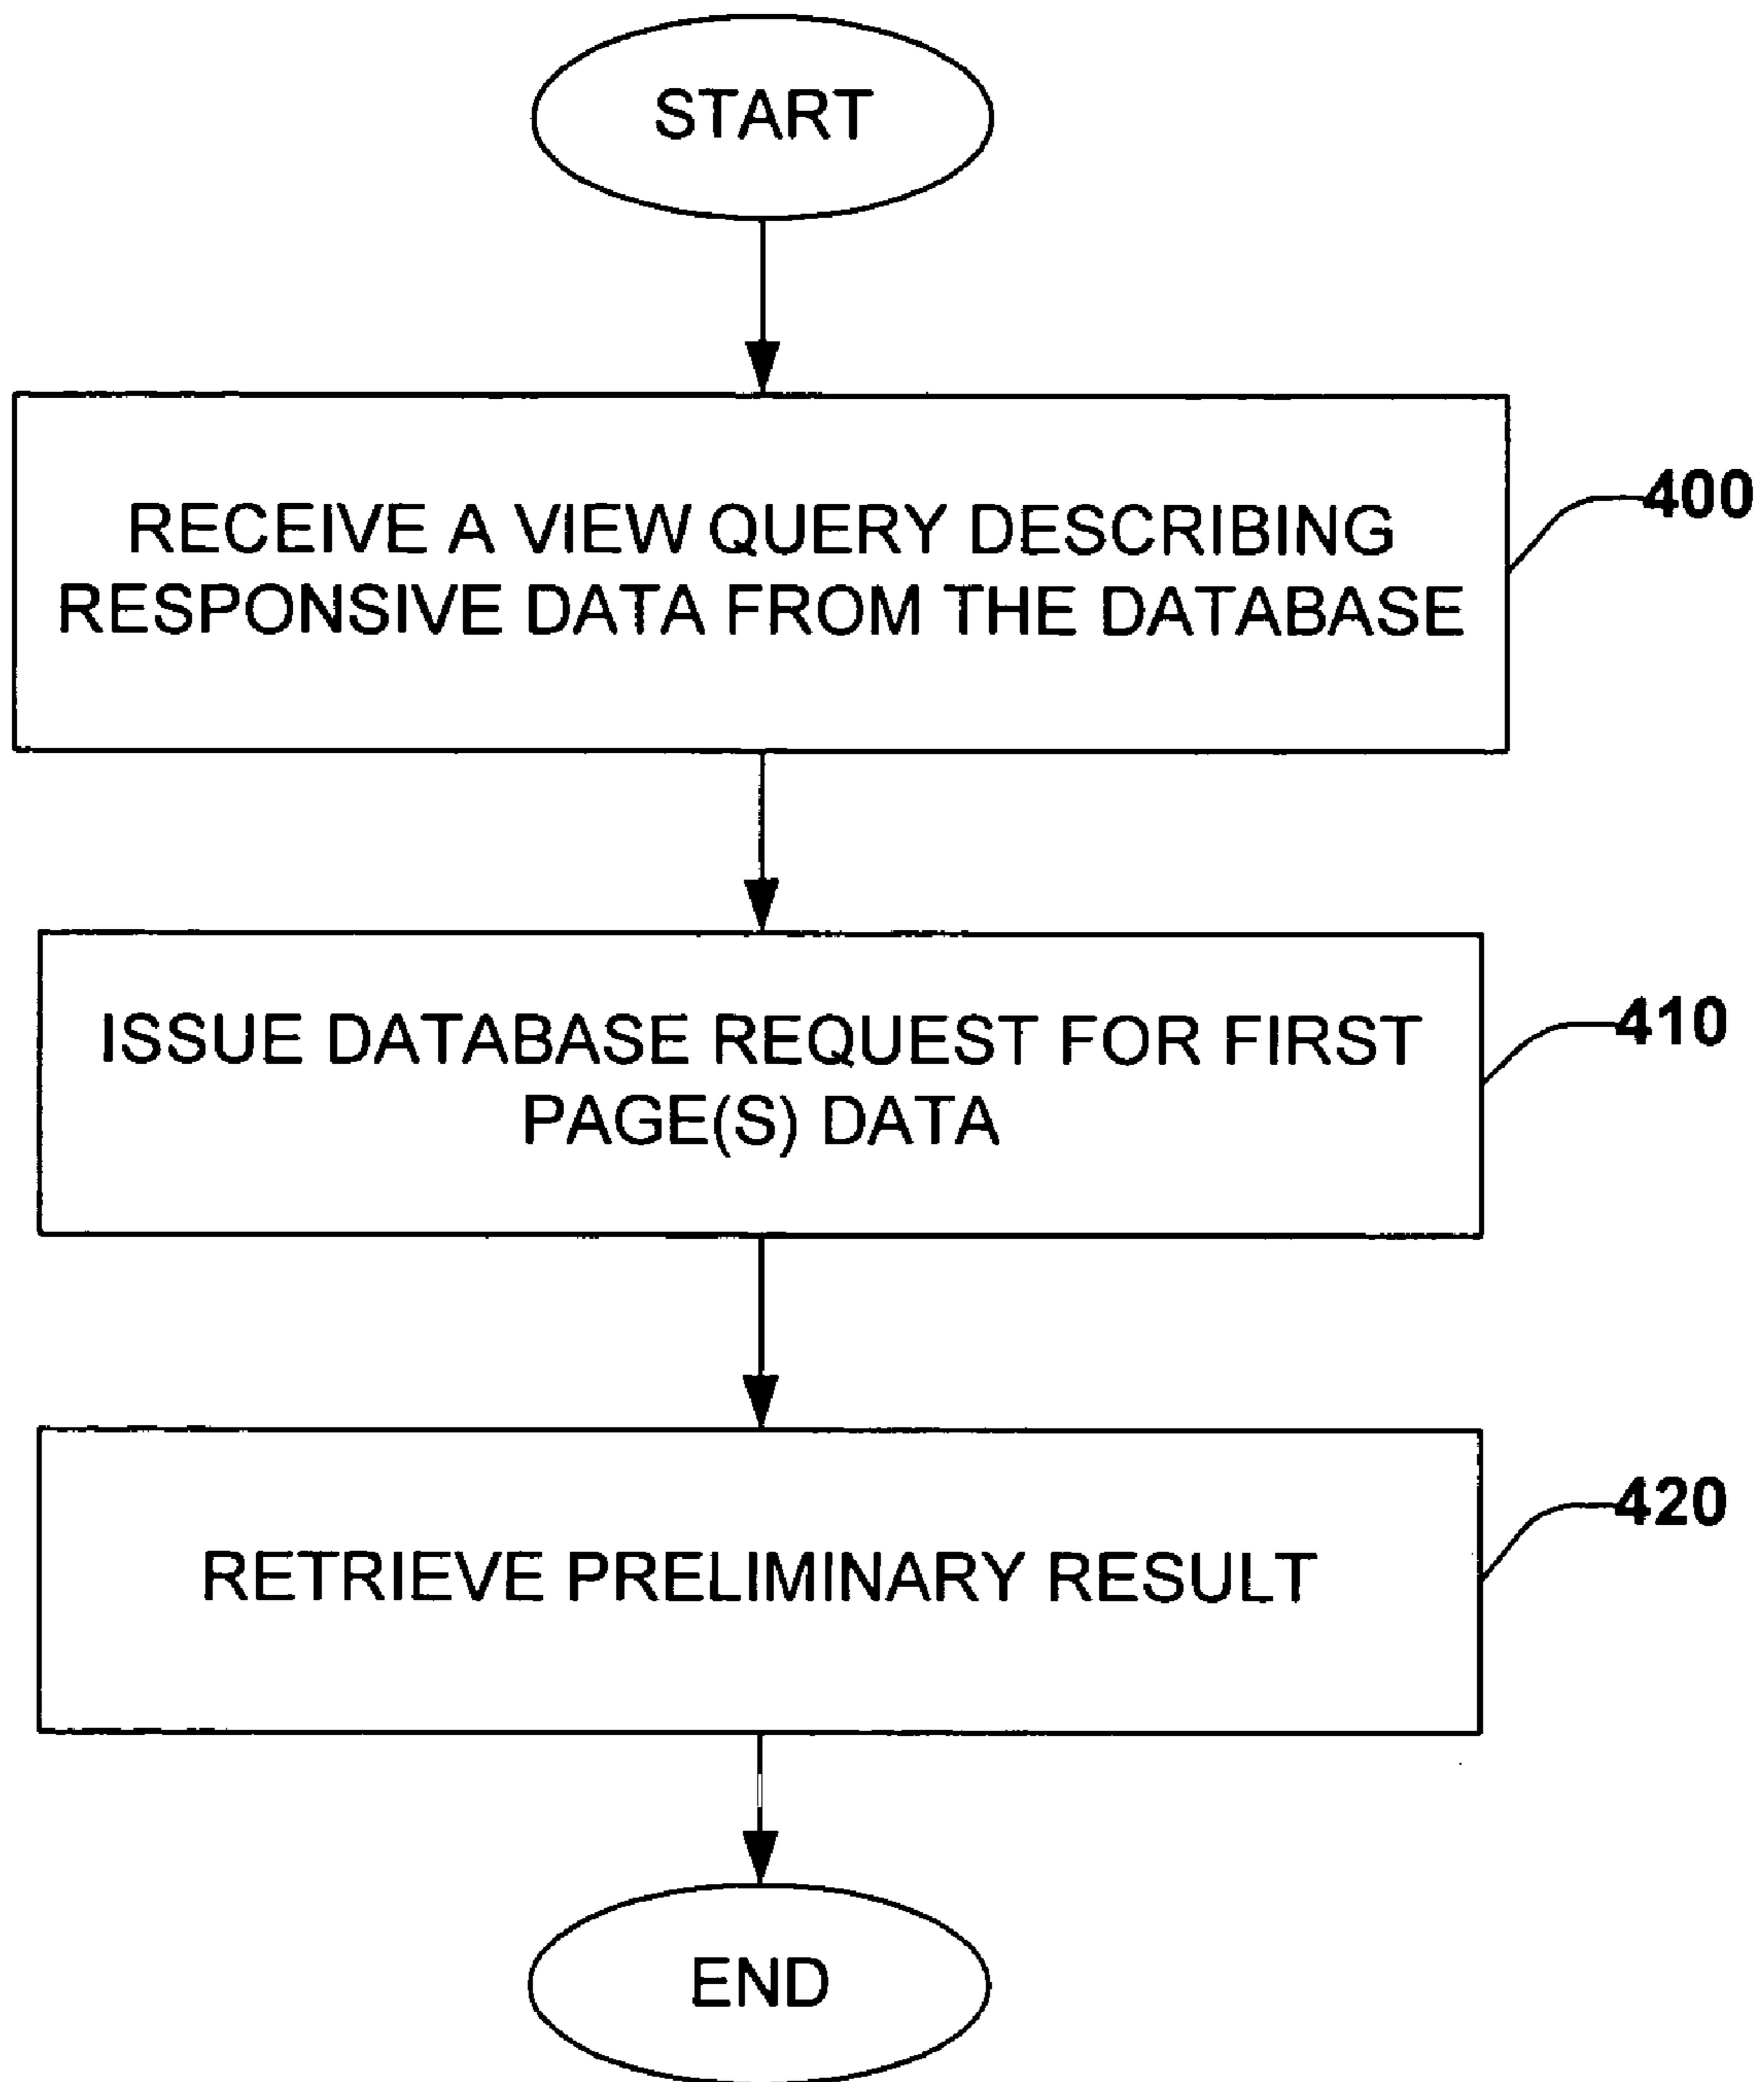 START
RECEIVE A VIEW QUERY DESCRIBING
RESPONSIVE DATA FROM THE DATABASE
400
ISSUE DATABASE REQUEST FOR FIRST
PAGE(S) DATA
410
RETRIEVE PRELIMINARY RESULT
420
END